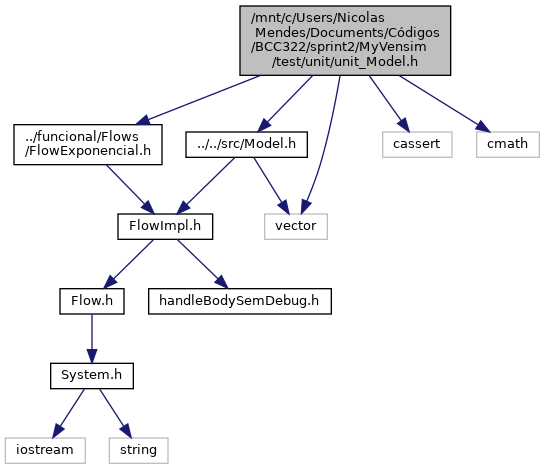 /mnt/c/Users/Nicolas
Mendes/Documents/Códigos
/BCC322/sprint2/MyVensim
/test/unit/unit_Model.h
../funcional/Flows
/FlowExponencial.h
../../src/Model.h
cassert
cmath
FlowImpl.h
vector
Flow.h
handleBodySemDebug.h
System.h
iostream
string